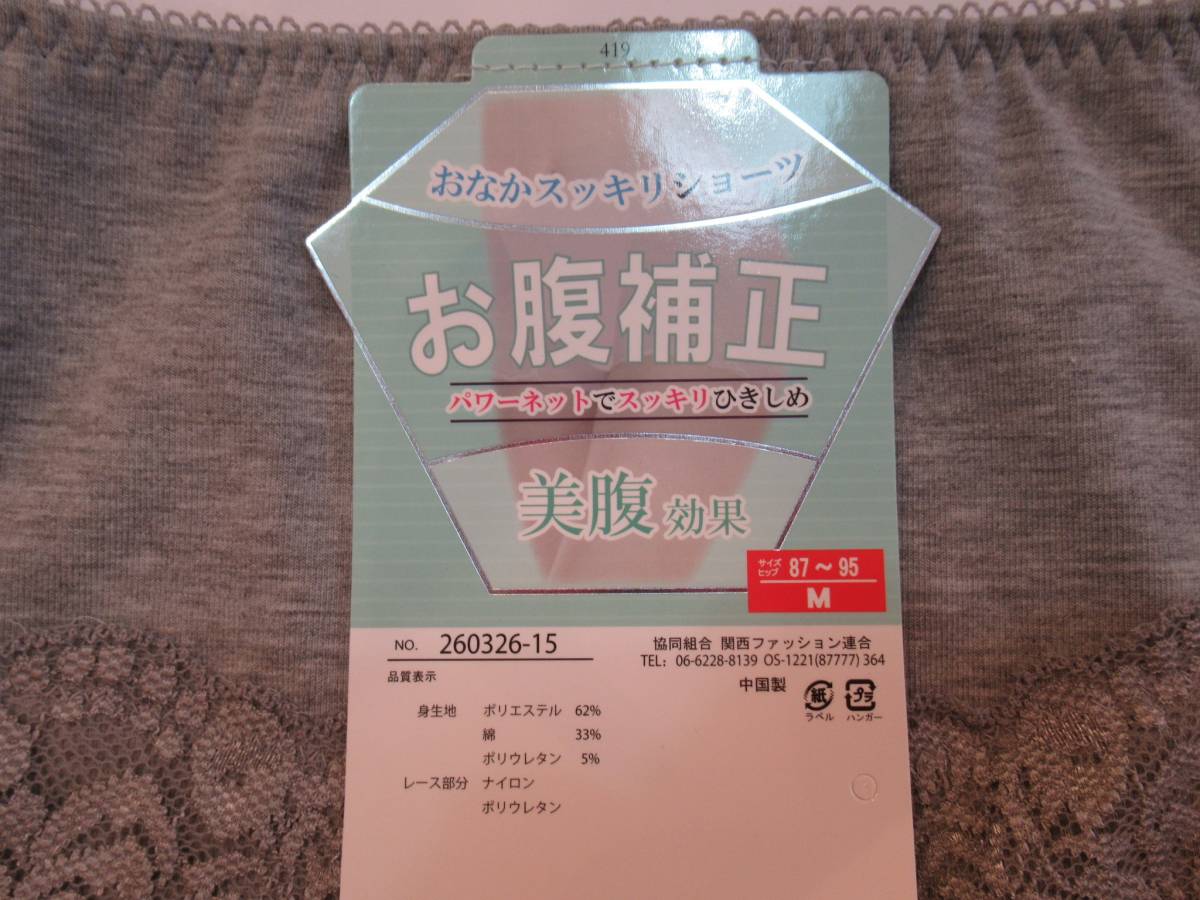 419
おなかスッキリショーツ
お腹補正
パワーネットでスッキリひきしめ
美腹 効果
サイズ
ヒップ 87～95
M
NO. 260326-15
協同組合 関西ファッション連合
TEL: 06-6228-8139 OS-1221(87777) 364
品質表示
中国製
紙
ラベル
プラ
ハンガー
身生地 ポリエステル 62%
綿 33%
ポリウレタン 5%
レース部分 ナイロン
ポリウレタン